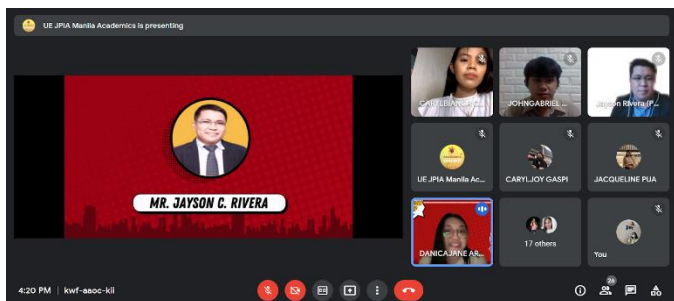 UE JPIA Manila Academics is presenting
MR. JAYSON C. RIVERA
CARYLBIANCA C...
JOHNGABRIEL ...
Jayson Rivera (P...
UE JPIA Manila Ac...
CARYLJOY GASPI
JACQUELINE PUA
DANICAJANE AR...
17 others
You
4:20 PM | kwf-aaoc-kii
26